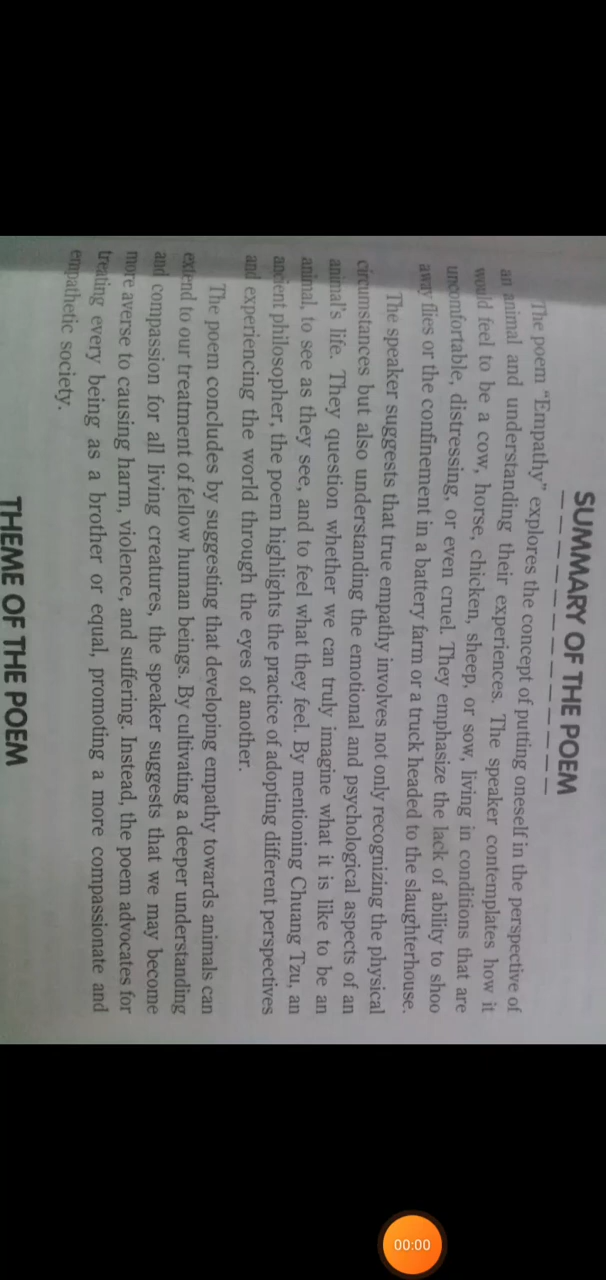 SUMMARY OF THE POEM
The poem "Empathy" explores the concept of putting oneself in the perspective of
an animal and understanding their experiences. The speaker contemplates how it
would feel to be a cow, horse, chicken, sheep, or sow, living in conditions that are
uncomfortable, distressing, or even cruel. They emphasize the lack of ability to shoo
away flies or the confinement in a battery farm or a truck headed to the slaughterhouse.
The speaker suggests that true empathy involves not only recognizing the physical
circumstances but also understanding the emotional and psychological aspects of an
animal's life. They question whether we can truly imagine what it is like to be an
animal, to see as they see, and to feel what they feel. By mentioning Chuang Tzu, an
ancient philosopher, the poem highlights the practice of adopting different perspectives
and experiencing the world through the eyes of another.
The poem concludes by suggesting that developing empathy towards animals can
extend to our treatment of fellow human beings. By cultivating a deeper understanding
and compassion for all living creatures, the speaker suggests that we may become
more averse to causing harm, violence, and suffering. Instead, the poem advocates for
treating every being as a brother or equal, promoting a more compassionate and
empathetic society.
THEME OF THE POEM
00:00